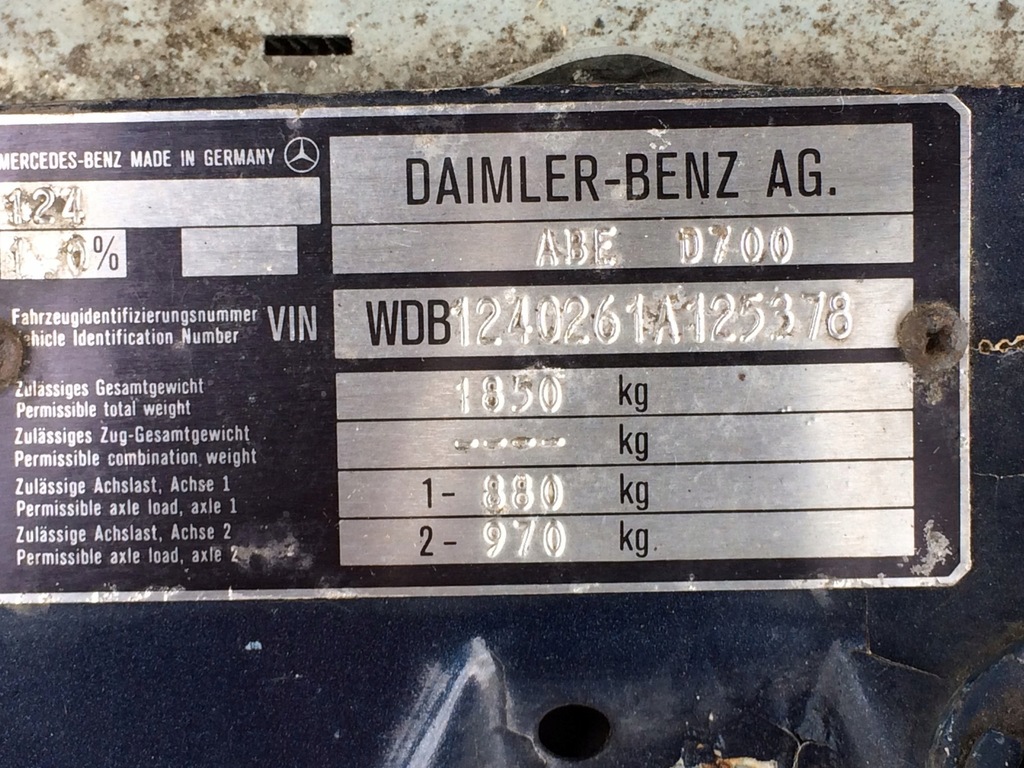 MERCEDES-BENZ MADE IN GERMANY
DAIMLER-BENZ AG.
124
%
ABE D700
Fahrzeugidentifizierungsnummer
Vehicle Identification Number
VIN
WDB1240261A125378
Zulässiges Gesamtgewicht
Permissible total weight
1850 kg
Zulässiges Zug-Gesamtgewicht
Permissible combination weight
----- kg
Zulässige Achslast, Achse 1
Permissible axle load, axle 1
1- 880 kg
Zulässige Achslast, Achse 2
Permissible axle load, axle 2
2- 970 kg